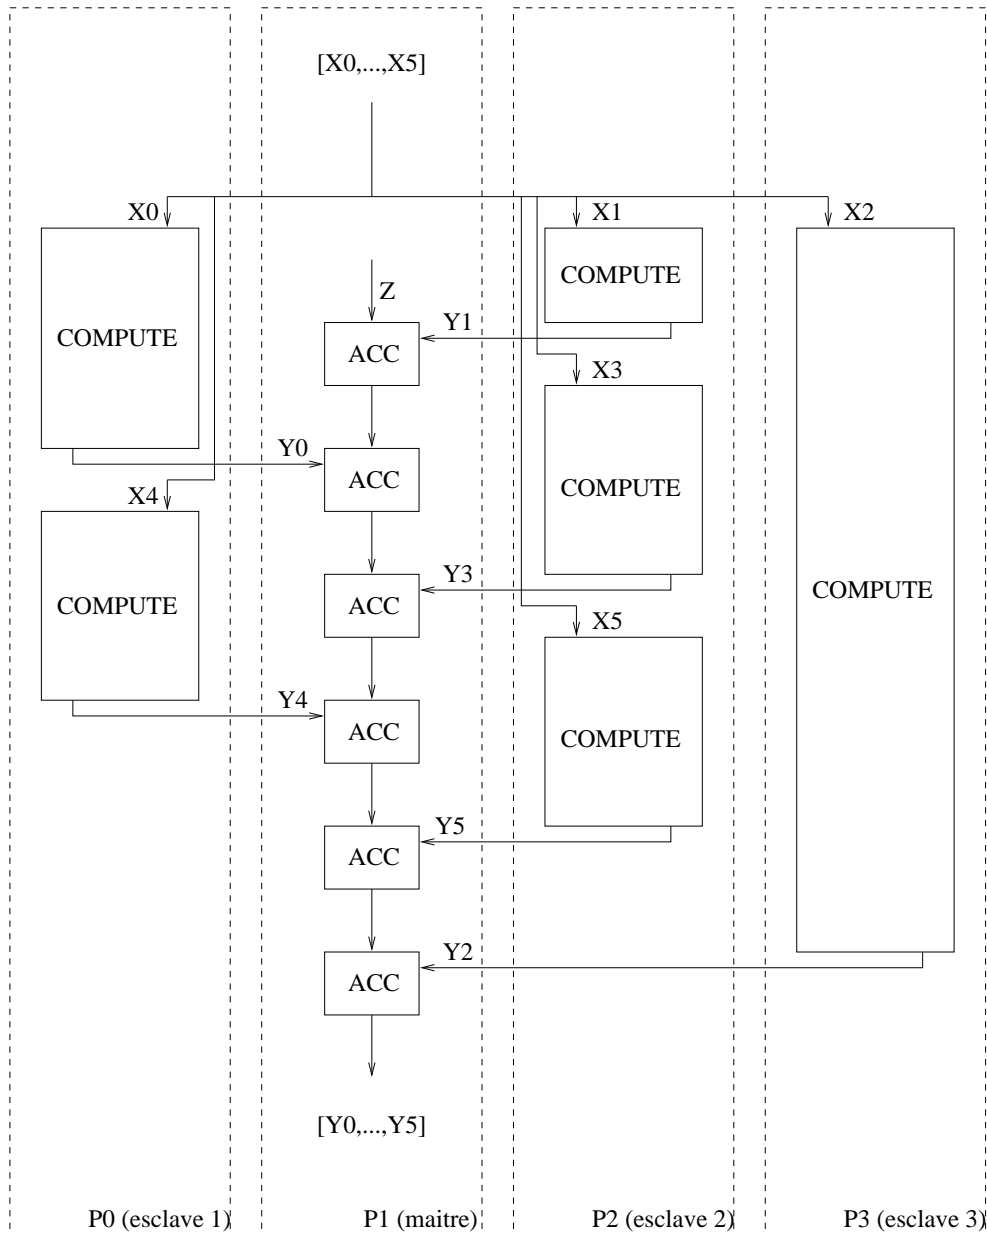 [X0,...,X5]
X0
X1
X2
COMPUTE
Z
Y1
COMPUTE
ACC
X3
Y0
ACC
COMPUTE
X4
COMPUTE
Y3
ACC
COMPUTE
X5
Y4
ACC
COMPUTE
Y5
ACC
Y2
ACC
[Y0,...,Y5]
P0 (esclave 1)
P1 (maitre)
P2 (esclave 2)
P3 (esclave 3)